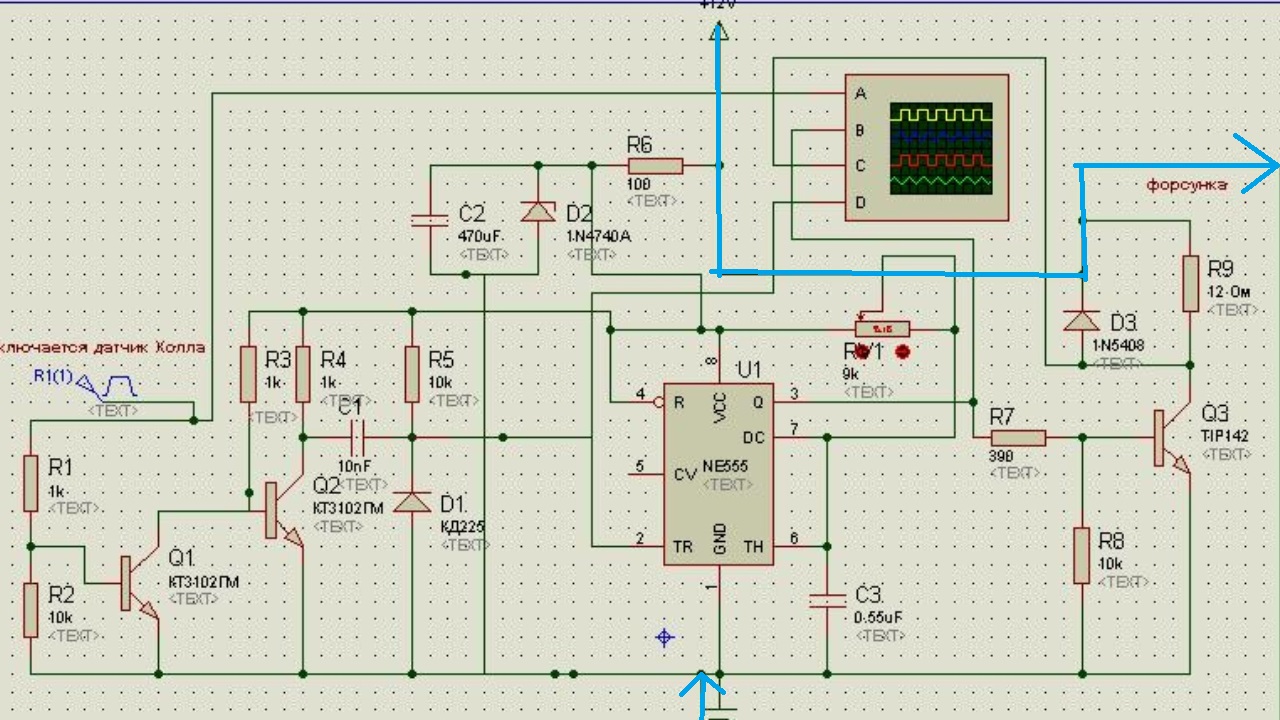 +12V
A
B
C
D
R6
100
<TEXT>
форсунка
C2
470uF
<TEXT>
D2
1N4740A
<TEXT>
R9
12 Ом
<TEXT>
D3
1N5408
<TEXT>
ключается датчик Холла
R1(1)
<TEXT>
R3
1k
<TEXT>
R4
1k
<TEXT>
R5
10k
<TEXT>
C1
10nF
<TEXT>
RV1
9k
<TEXT>
U1
8
4
R
VCC
Q
3
DC
7
5
CV
NE555
<TEXT>
2
TR
GND
TH
6
1
R7
390
<TEXT>
Q3
TIP142
<TEXT>
R1
1k
<TEXT>
Q2
КТ3102ГМ
<TEXT>
D1
КД225
<TEXT>
Q1
КТ3102ГМ
<TEXT>
R2
10k
<TEXT>
C3
0.55uF
<TEXT>
R8
10k
<TEXT>